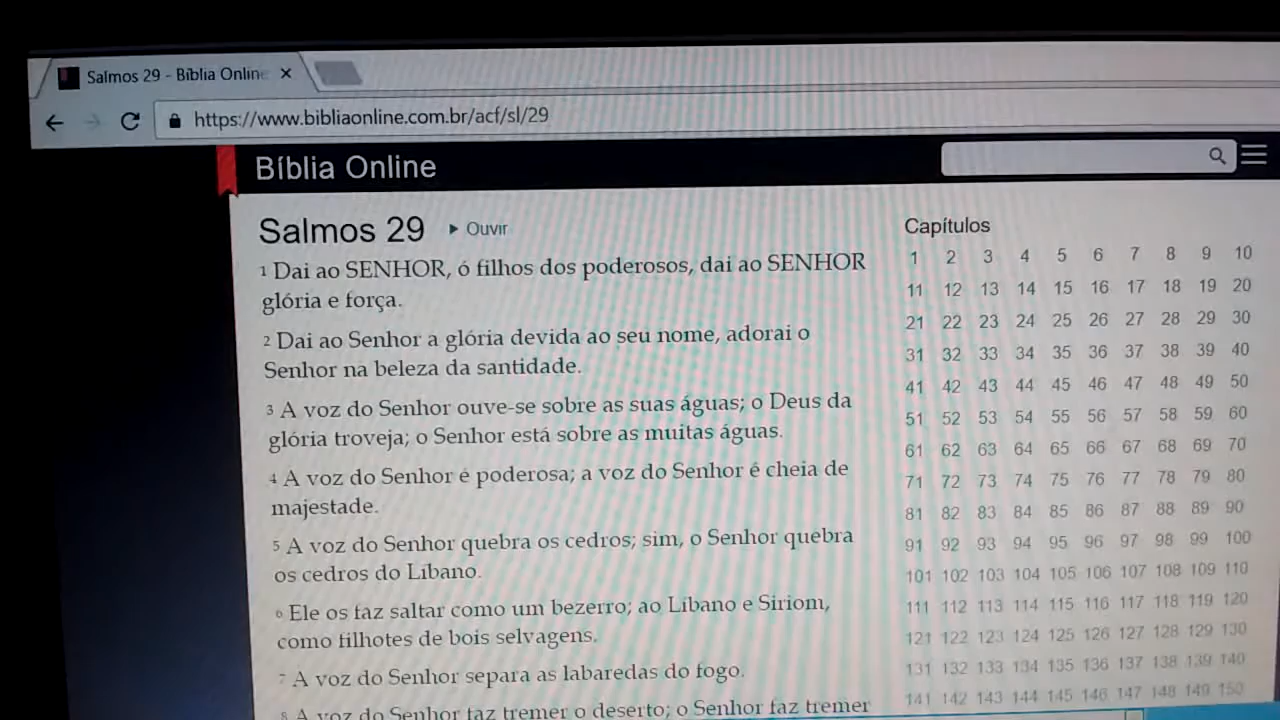 Salmos 29 - Bíblia Online
https://www.bibliaonline.com.br/acf/sl/29
Bíblia Online
Salmos 29 Ouvir
1 Dai ao SENHOR, ó filhos dos poderosos, dai ao SENHOR
glória e força.
2 Dai ao Senhor a glória devida ao seu nome, adorai o
Senhor na beleza da santidade.
3 A voz do Senhor ouve-se sobre as suas águas; o Deus da
glória troveja; o Senhor está sobre as muitas águas.
4 A voz do Senhor é poderosa; a voz do Senhor é cheia de
majestade.
5 A voz do Senhor quebra os cedros; sim, o Senhor quebra
os cedros do Líbano.
6 Ele os faz saltar como um bezerro; ao Líbano e Siriom,
como filhotes de bois selvagens.
7 A voz do Senhor separa as labaredas do fogo.
8 A voz do Senhor faz tremer o deserto; o Senhor faz tremer
Capítulos
1 2 3 4 5 6 7 8 9 10
11 12 13 14 15 16 17 18 19 20
21 22 23 24 25 26 27 28 29 30
31 32 33 34 35 36 37 38 39 40
41 42 43 44 45 46 47 48 49 50
51 52 53 54 55 56 57 58 59 60
61 62 63 64 65 66 67 68 69 70
71 72 73 74 75 76 77 78 79 80
81 82 83 84 85 86 87 88 89 90
91 92 93 94 95 96 97 98 99 100
101 102 103 104 105 106 107 108 109 110
111 112 113 114 115 116 117 118 119 120
121 122 123 124 125 126 127 128 129 130
131 132 133 134 135 136 137 138 139 140
141 142 143 144 145 146 147 148 149 150